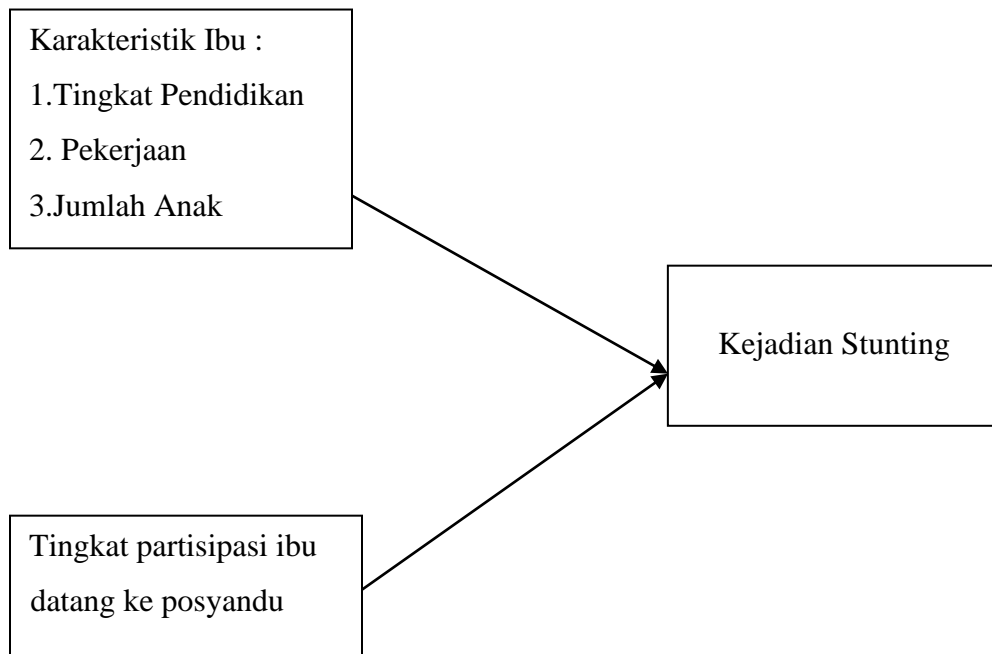 Karakteristik Ibu :
1.Tingkat Pendidikan
2. Pekerjaan
3.Jumlah Anak
Kejadian Stunting
Tingkat partisipasi ibu
datang ke posyandu